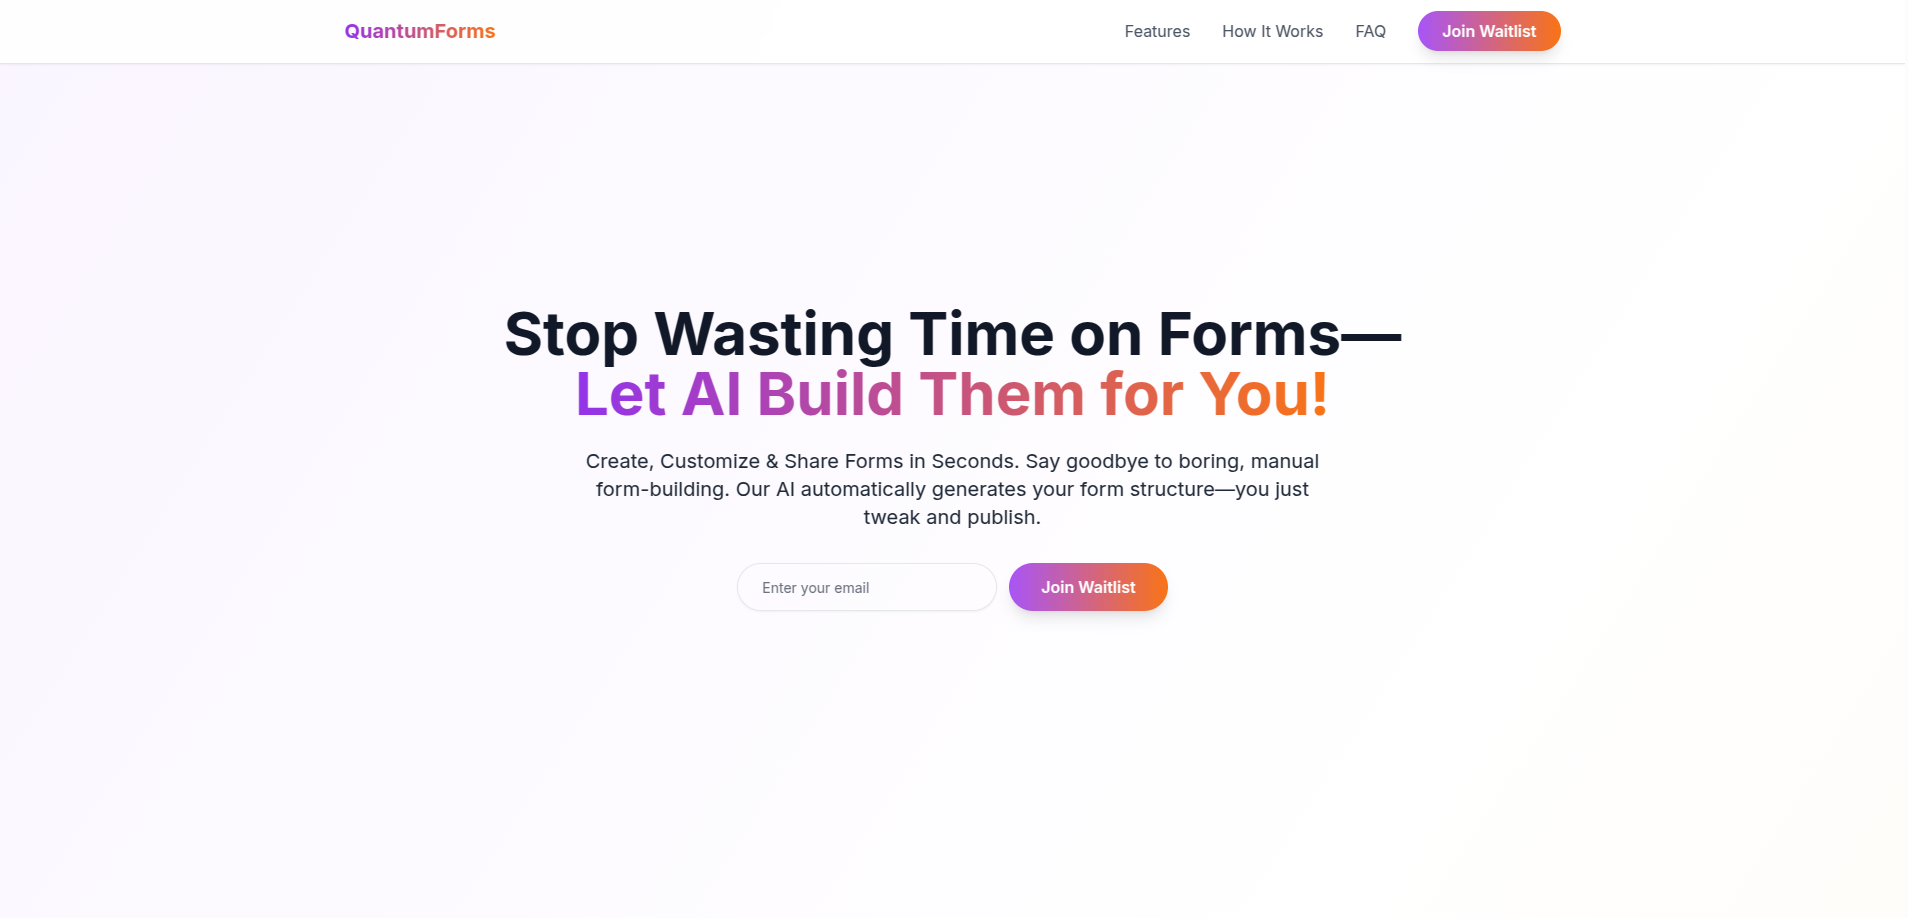 QuantumForms
Features
How It Works
FAQ
Join Waitlist
Stop Wasting Time on Forms—
Let AI Build Them for You!
Create, Customize & Share Forms in Seconds. Say goodbye to boring, manual
form-building. Our AI automatically generates your form structure—you just
tweak and publish.
Enter your email
Join Waitlist